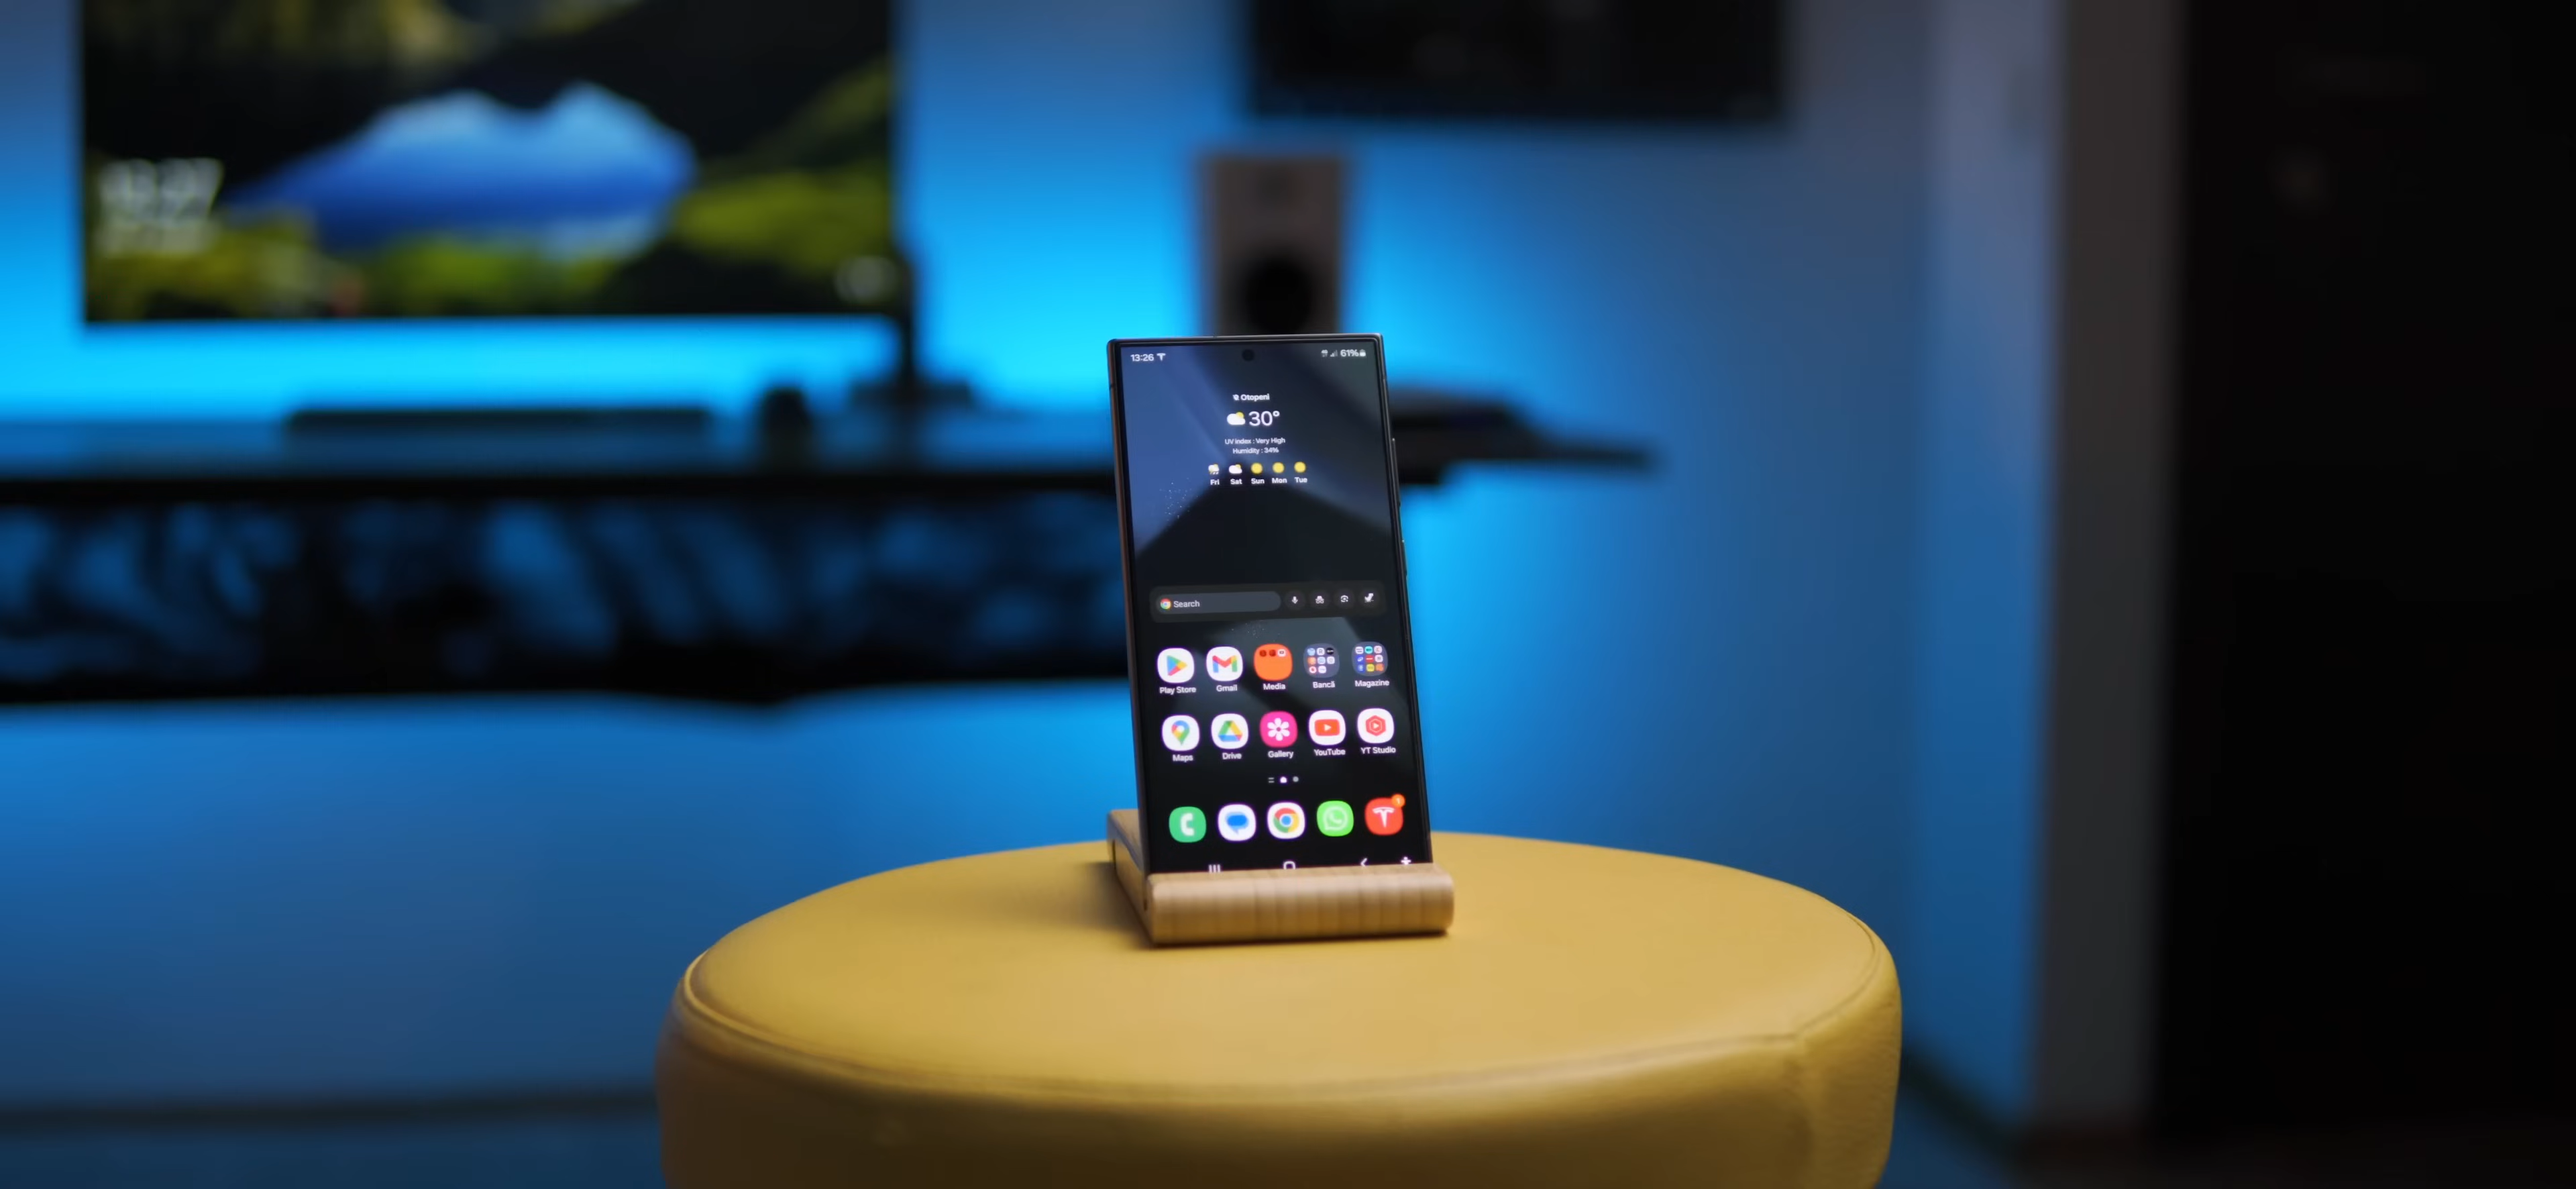 13:26
61%
Otopeni
30°
UV index : Very High
Humidity : 34%
Fri Sat Sun Mon Tue
Search
Play Store Gmail Media Bancă Magazine
Maps Drive Gallery YouTube YT Studio